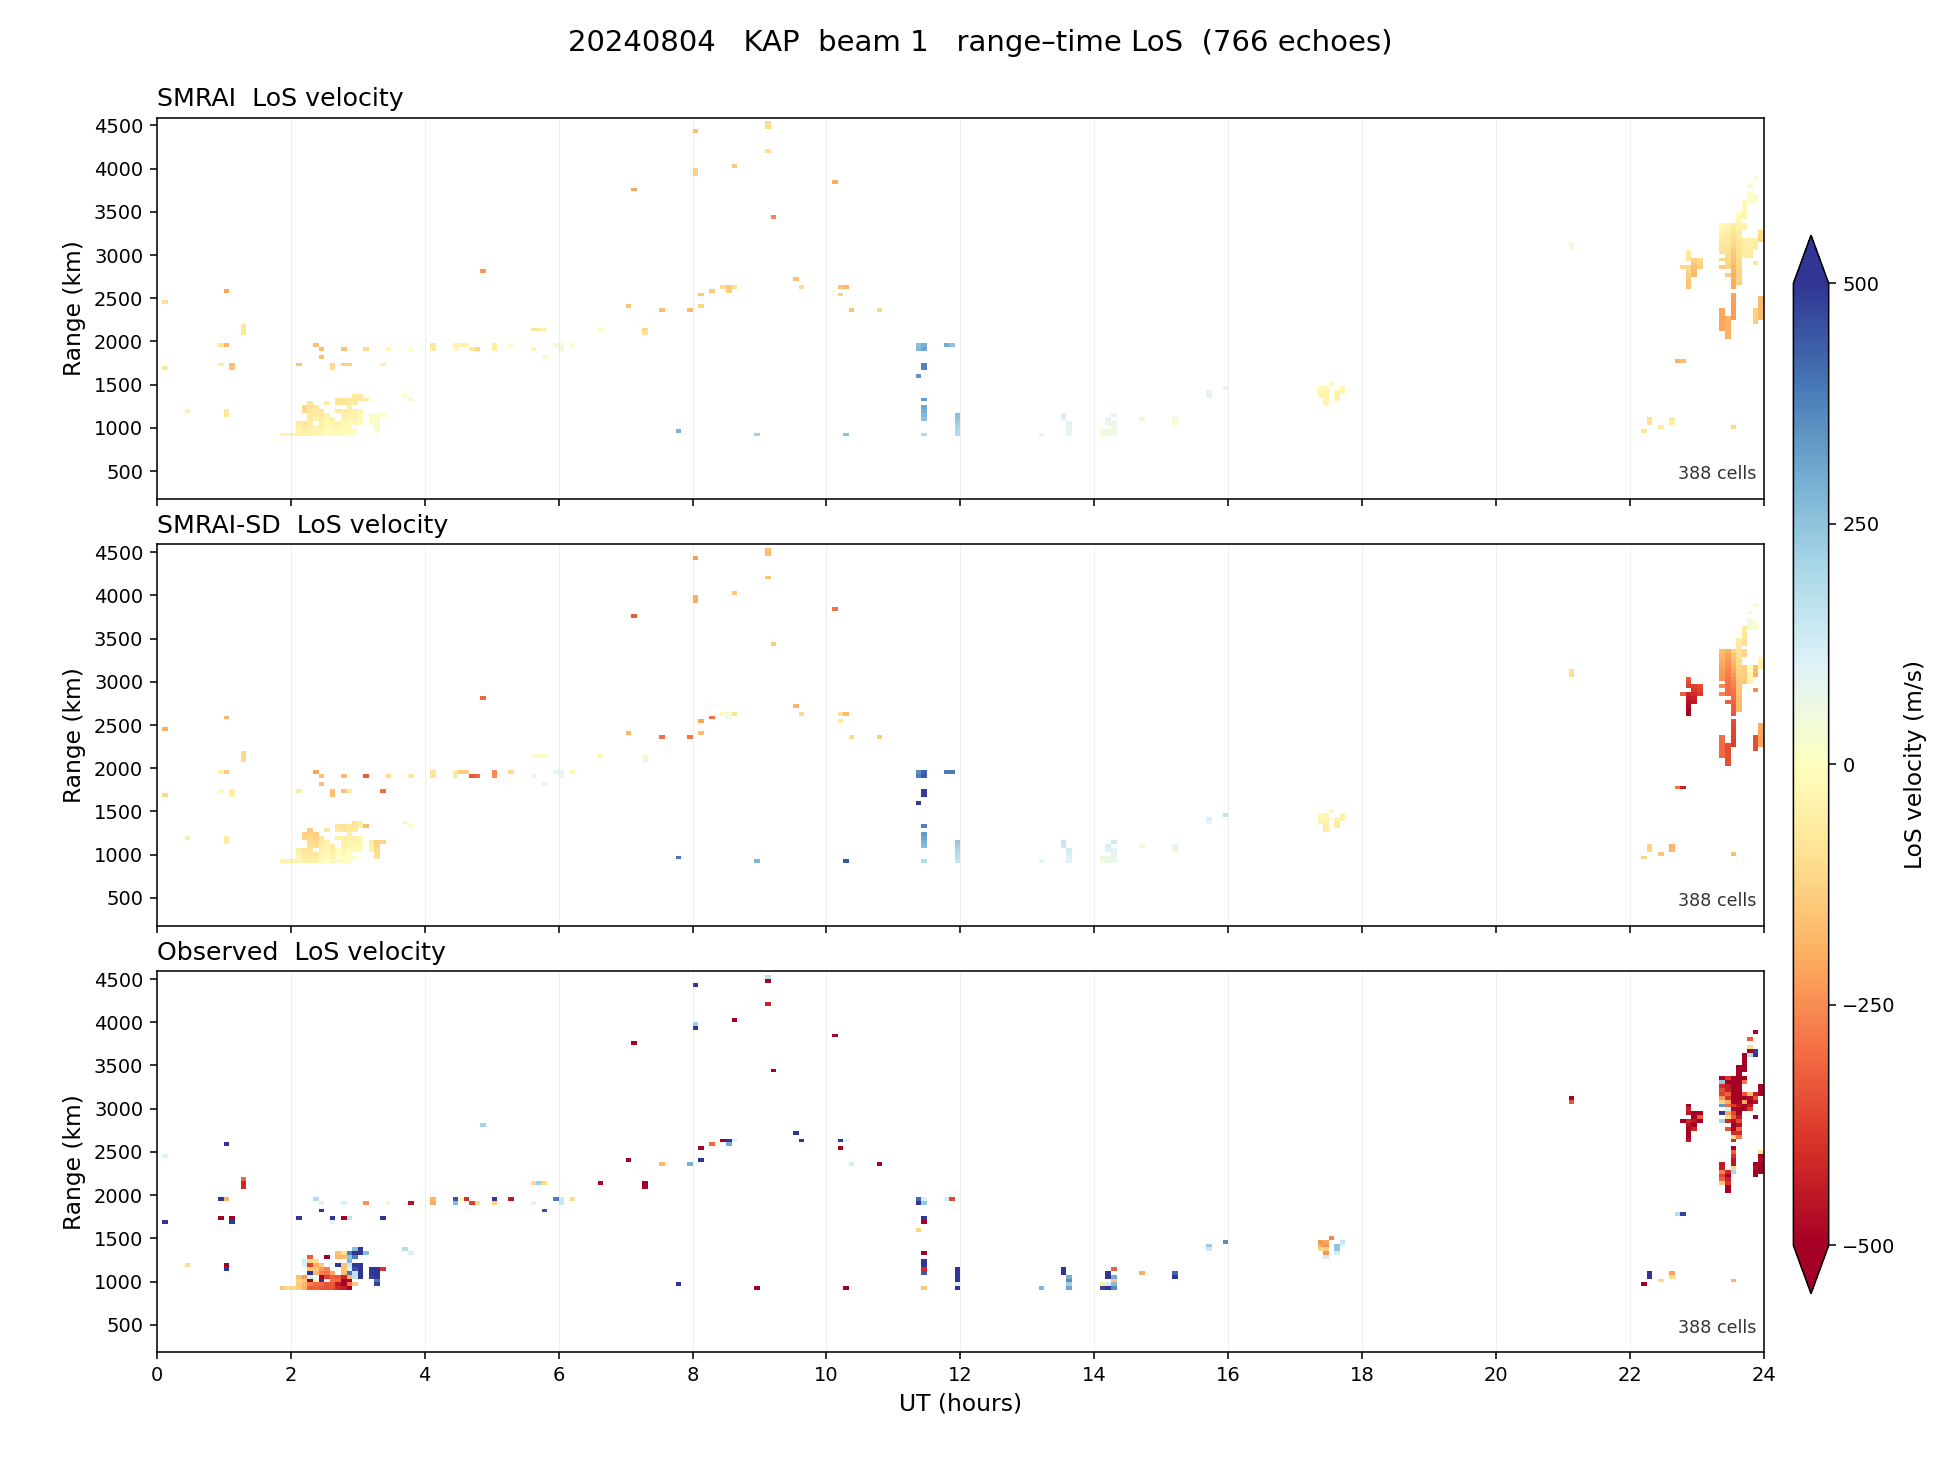 20240804   KAP  beam 1   range–time LoS  (766 echoes)
SMRAI  LoS velocity
4500
4000
3500
3000
2500
2000
1500
1000
500
Range (km)
388 cells
SMRAI-SD  LoS velocity
4500
4000
3500
3000
2500
2000
1500
1000
500
Range (km)
388 cells
Observed  LoS velocity
4500
4000
3500
3000
2500
2000
1500
1000
500
Range (km)
388 cells
0 2 4 6 8 10 12 14 16 18 20 22 24
UT (hours)
500
250
0
−250
−500
LoS velocity (m/s)